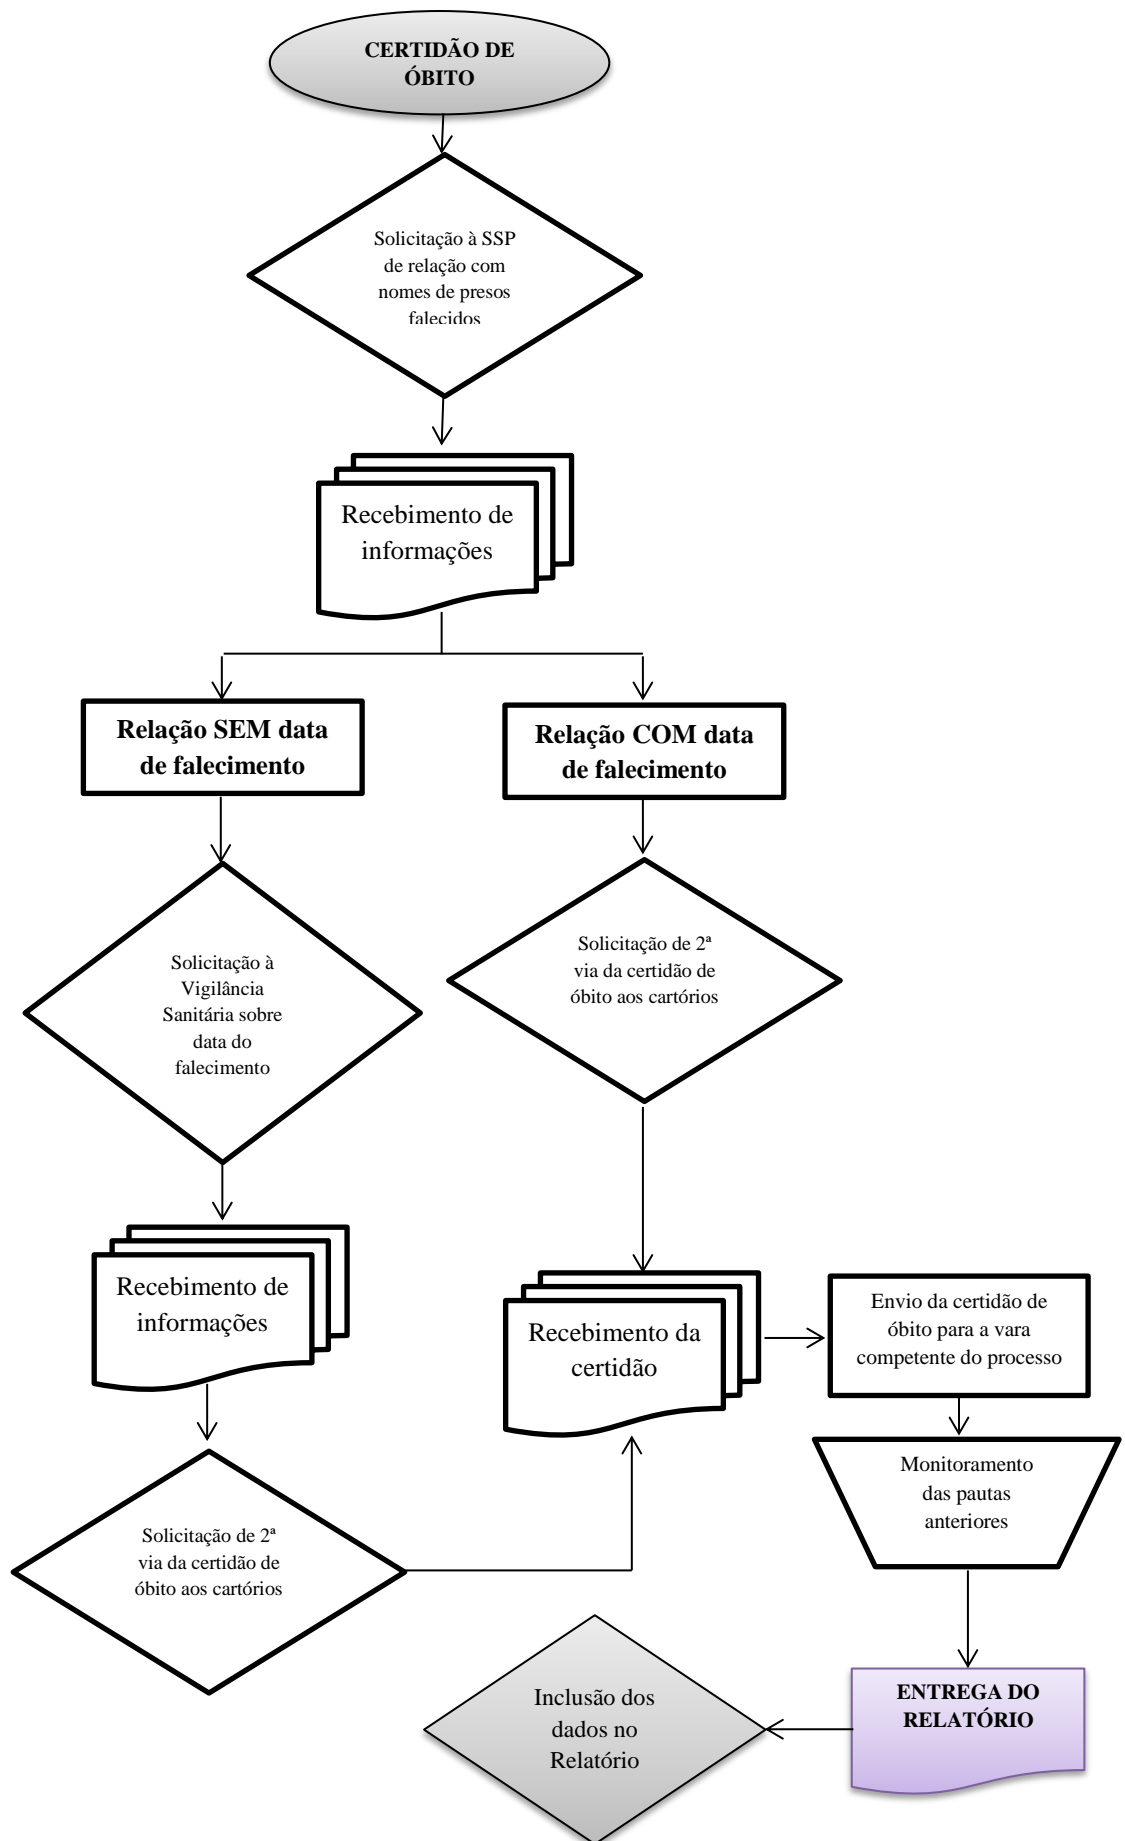 CERTIDÃO DE
ÓBITO
Solicitação à SSP
de relação com
nomes de presos
falecidos
Recebimento de
informações
Relação SEM data
de falecimento
Relação COM data
de falecimento
Solicitação à
Vigilância
Sanitária sobre
data do
falecimento
Solicitação de 2ª
via da certidão de
óbito aos cartórios
Recebimento de
informações
Recebimento da
certidão
Envio da certidão de
óbito para a vara
competente do processo
Monitoramento
das pautas
anteriores
Solicitação de 2ª
via da certidão de
óbito aos cartórios
ENTREGA DO
RELATÓRIO
Inclusão dos
dados no
Relatório